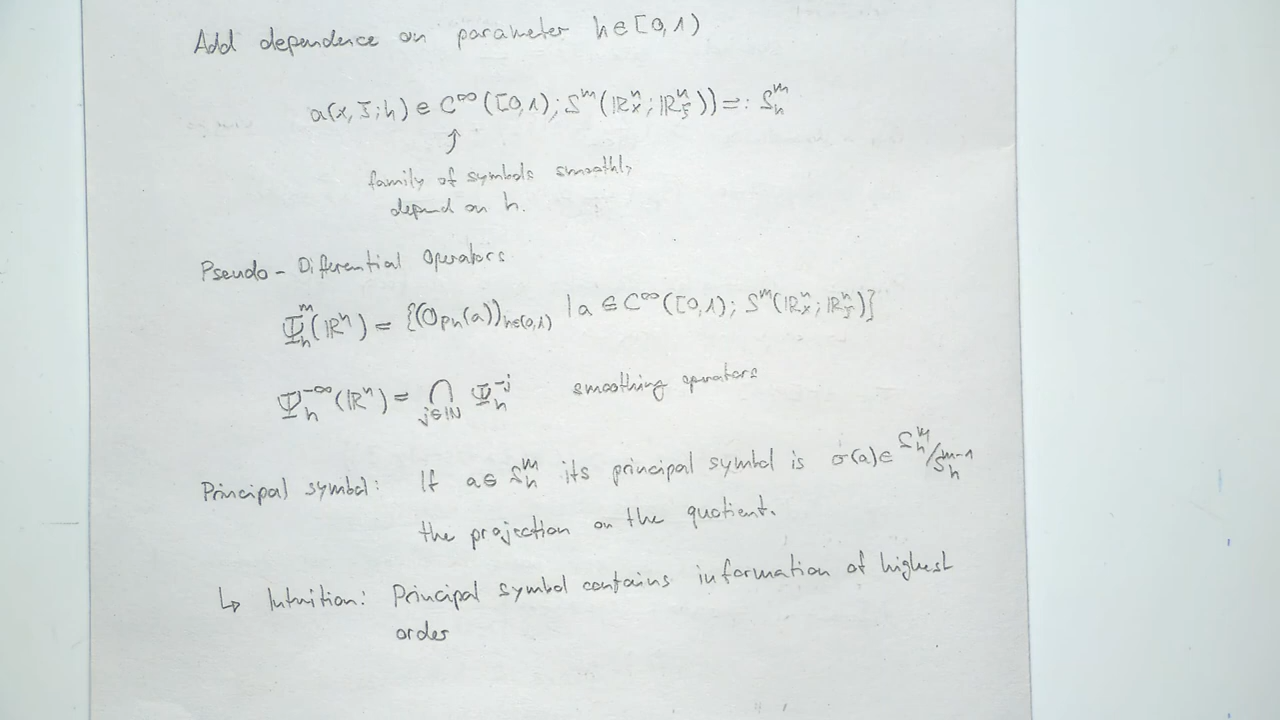 Add dependence on parameter h∈[0,1)
a(x,ξ;h) ∈ C^∞([0,1); S^m(ℝ^n_x; ℝ^n_ξ)) =: S^m_h
↑
family of symbols smoothly
depend on h.
Pseudo-Differential Operators
Ψ^m_h(ℝ^n) = {(Op_h(a))_{h∈(0,1)} | a ∈ C^∞([0,1); S^m(ℝ^n_x; ℝ^n_ξ)}
Ψ^{-∞}_h(ℝ^n) = ⋂_{j∈ℕ} Ψ^{-j}_h smoothing operators
Principal symbol: If a∈ S^m_h its principal symbol is σ(a)∈ S^m_h/S^{m-1}_h
the projection on the quotient.
↳ Intuition: Principal symbol contains information of highest
order